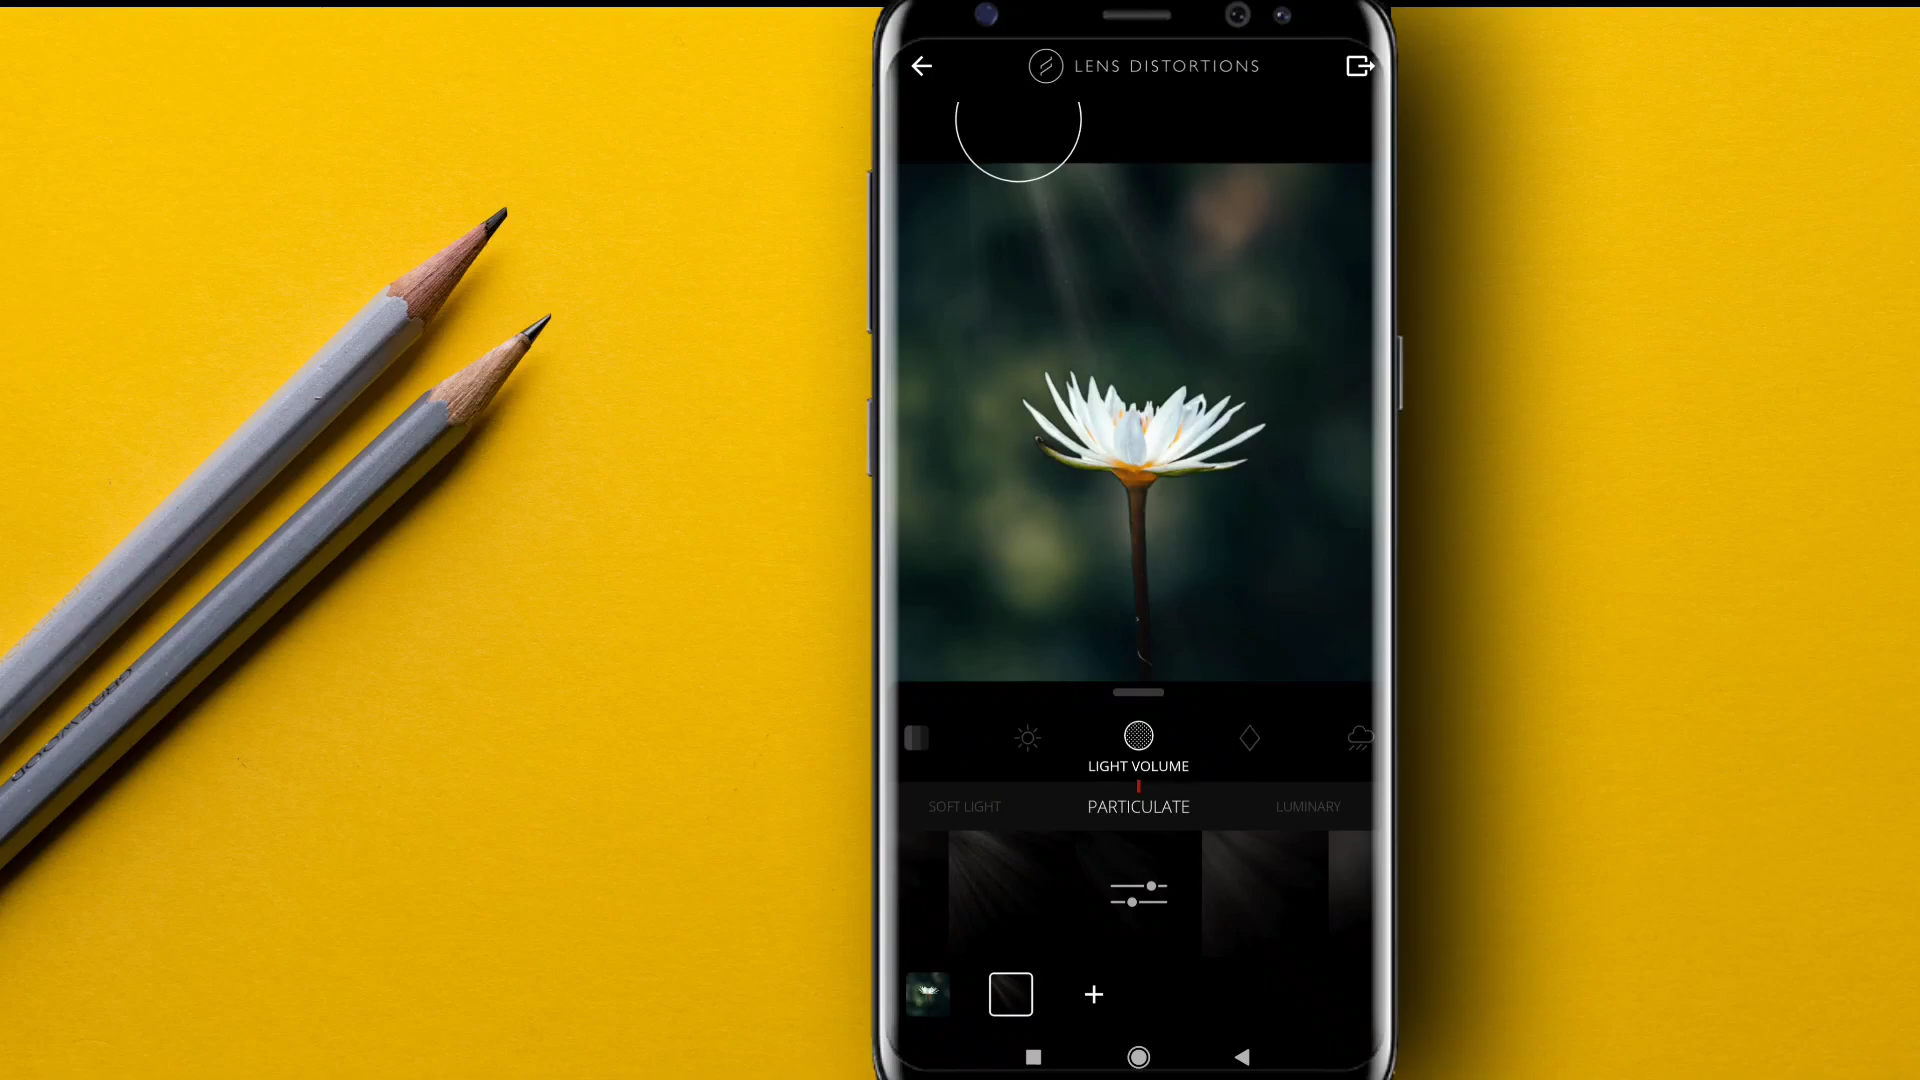 LENS DISTORTIONS
LIGHT VOLUME
SOFT LIGHT
PARTICULATE
LUMINARY